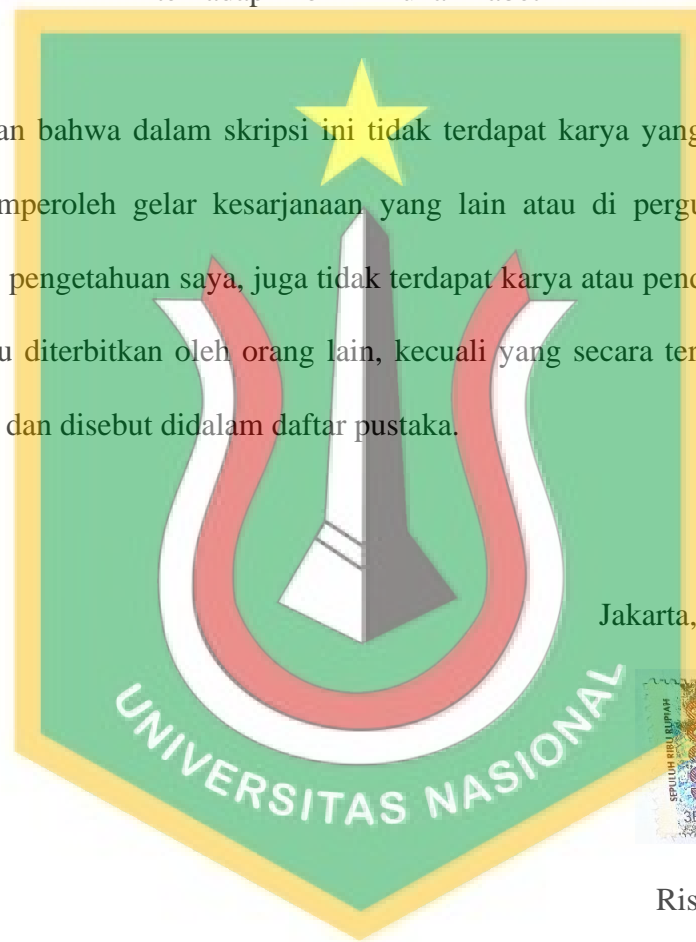 an bahwa dalam skripsi ini tidak terdapat karya yang
mperoleh gelar kesarjanaan yang lain atau di pergu
pengetahuan saya, juga tidak terdapat karya atau pend
u diterbitkan oleh orang lain, kecuali yang secara ter
dan disebut didalam daftar pustaka.
Jakarta,
SEPULUH RIBU RUPIAH
UNIVERSITAS NASIONAL
Ris